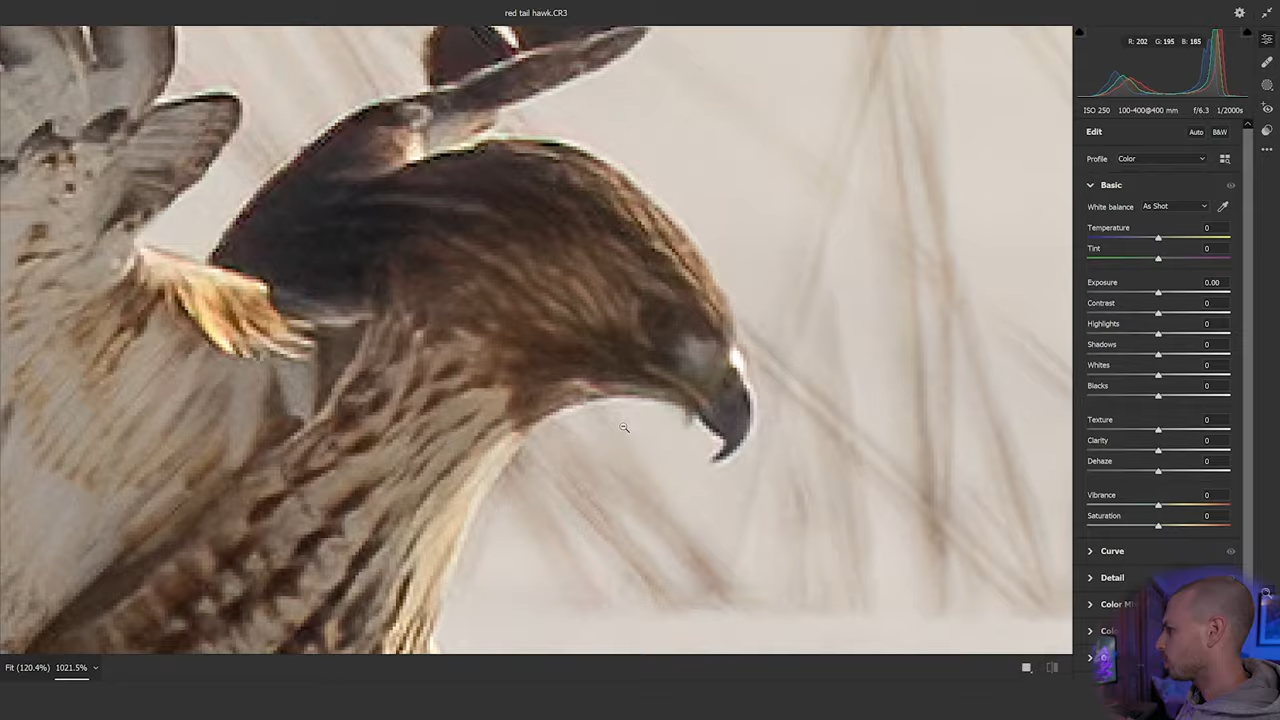 red tail hawk.CR3
R: 202 G: 195 B: 185
ISO 250 100-400@400 mm f/6.3 1/2000s
Edit Auto B&W
Profile Color
Basic
White balance As Shot
Temperature 0
Tint 0
Exposure 0.00
Contrast 0
Highlights 0
Shadows 0
Whites 0
Blacks 0
Texture 0
Clarity 0
Dehaze 0
Vibrance 0
Saturation 0
Curve
Detail
Color Mi
Colo
Fit (120.4%) 1021.5%